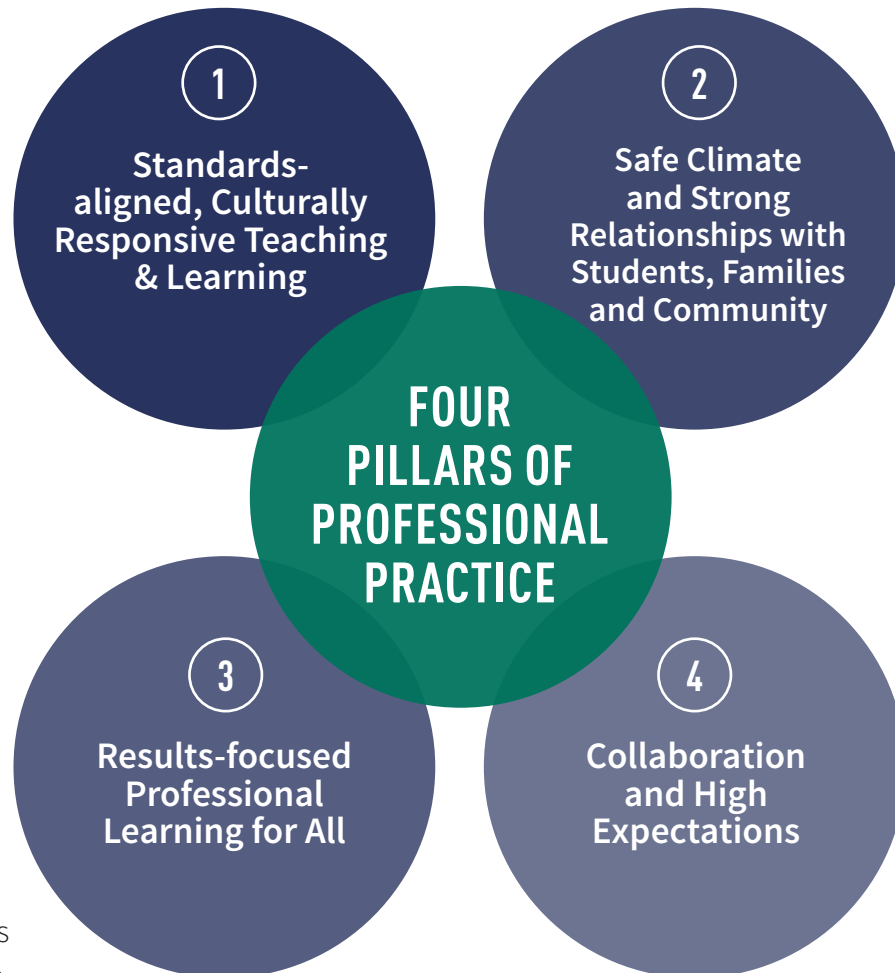 1
Standards-
aligned, Culturally
Responsive Teaching
& Learning
2
Safe Climate
and Strong
Relationships with
Students, Families
and Community
FOUR
PILLARS OF
PROFESSIONAL
PRACTICE
3
Results-focused
Professional
Learning for All
4
Collaboration
and High
Expectations